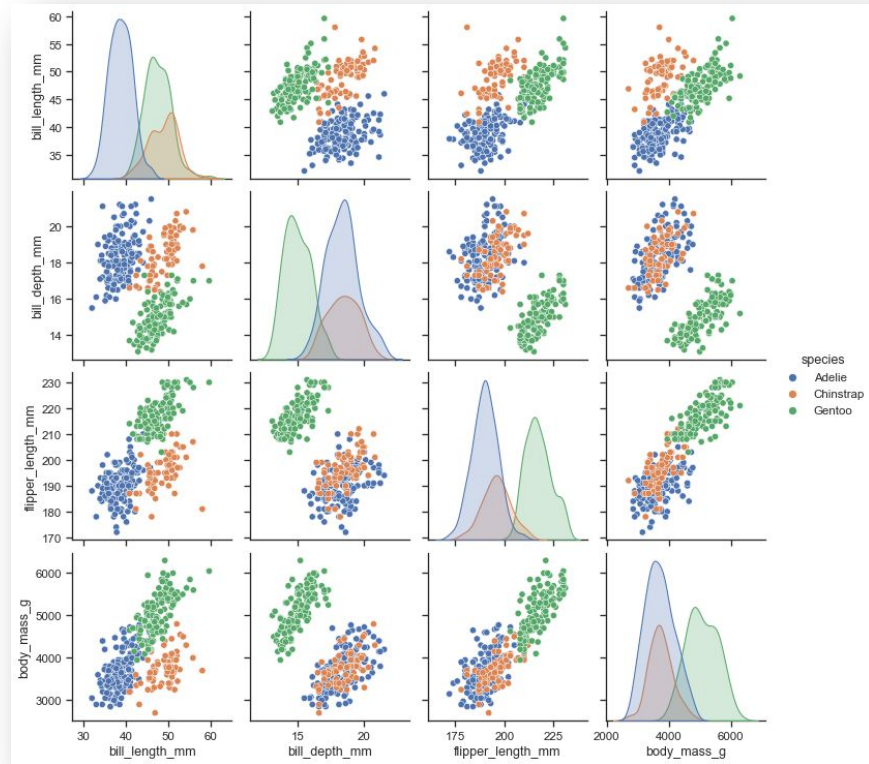 60
55
50
45
40
35
bill_length_mm
20
18
16
14
bill_depth_mm
species
Adelie
Chinstrap
Gentoo
230
220
210
200
190
180
170
flipper_length_mm
6000
5000
4000
3000
body_mass_g
30 40 50 60
15 20
175 200 225
2000 4000 6000
bill_length_mm
bill_depth_mm
flipper_length_mm
body_mass_g